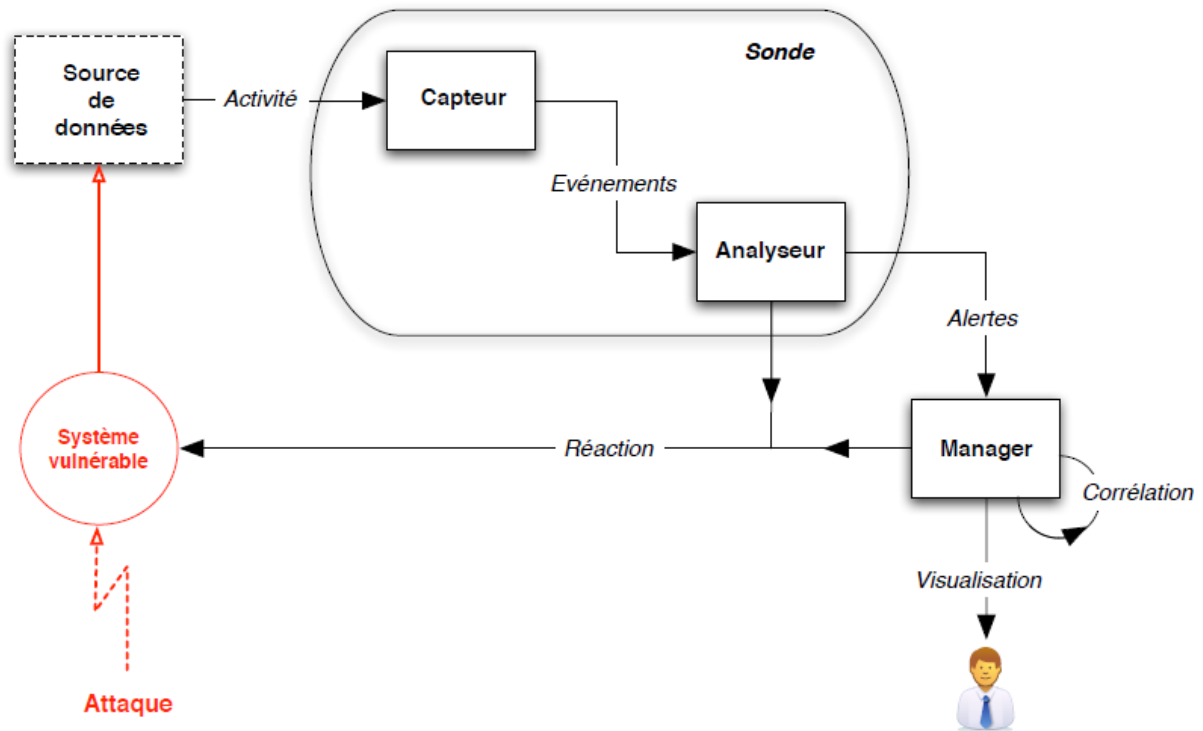 Sonde
Source
de
données
Activité
Capteur
Evénements
Analyseur
Alertes
Système
vulnérable
Réaction
Manager
Corrélation
Visualisation
Attaque